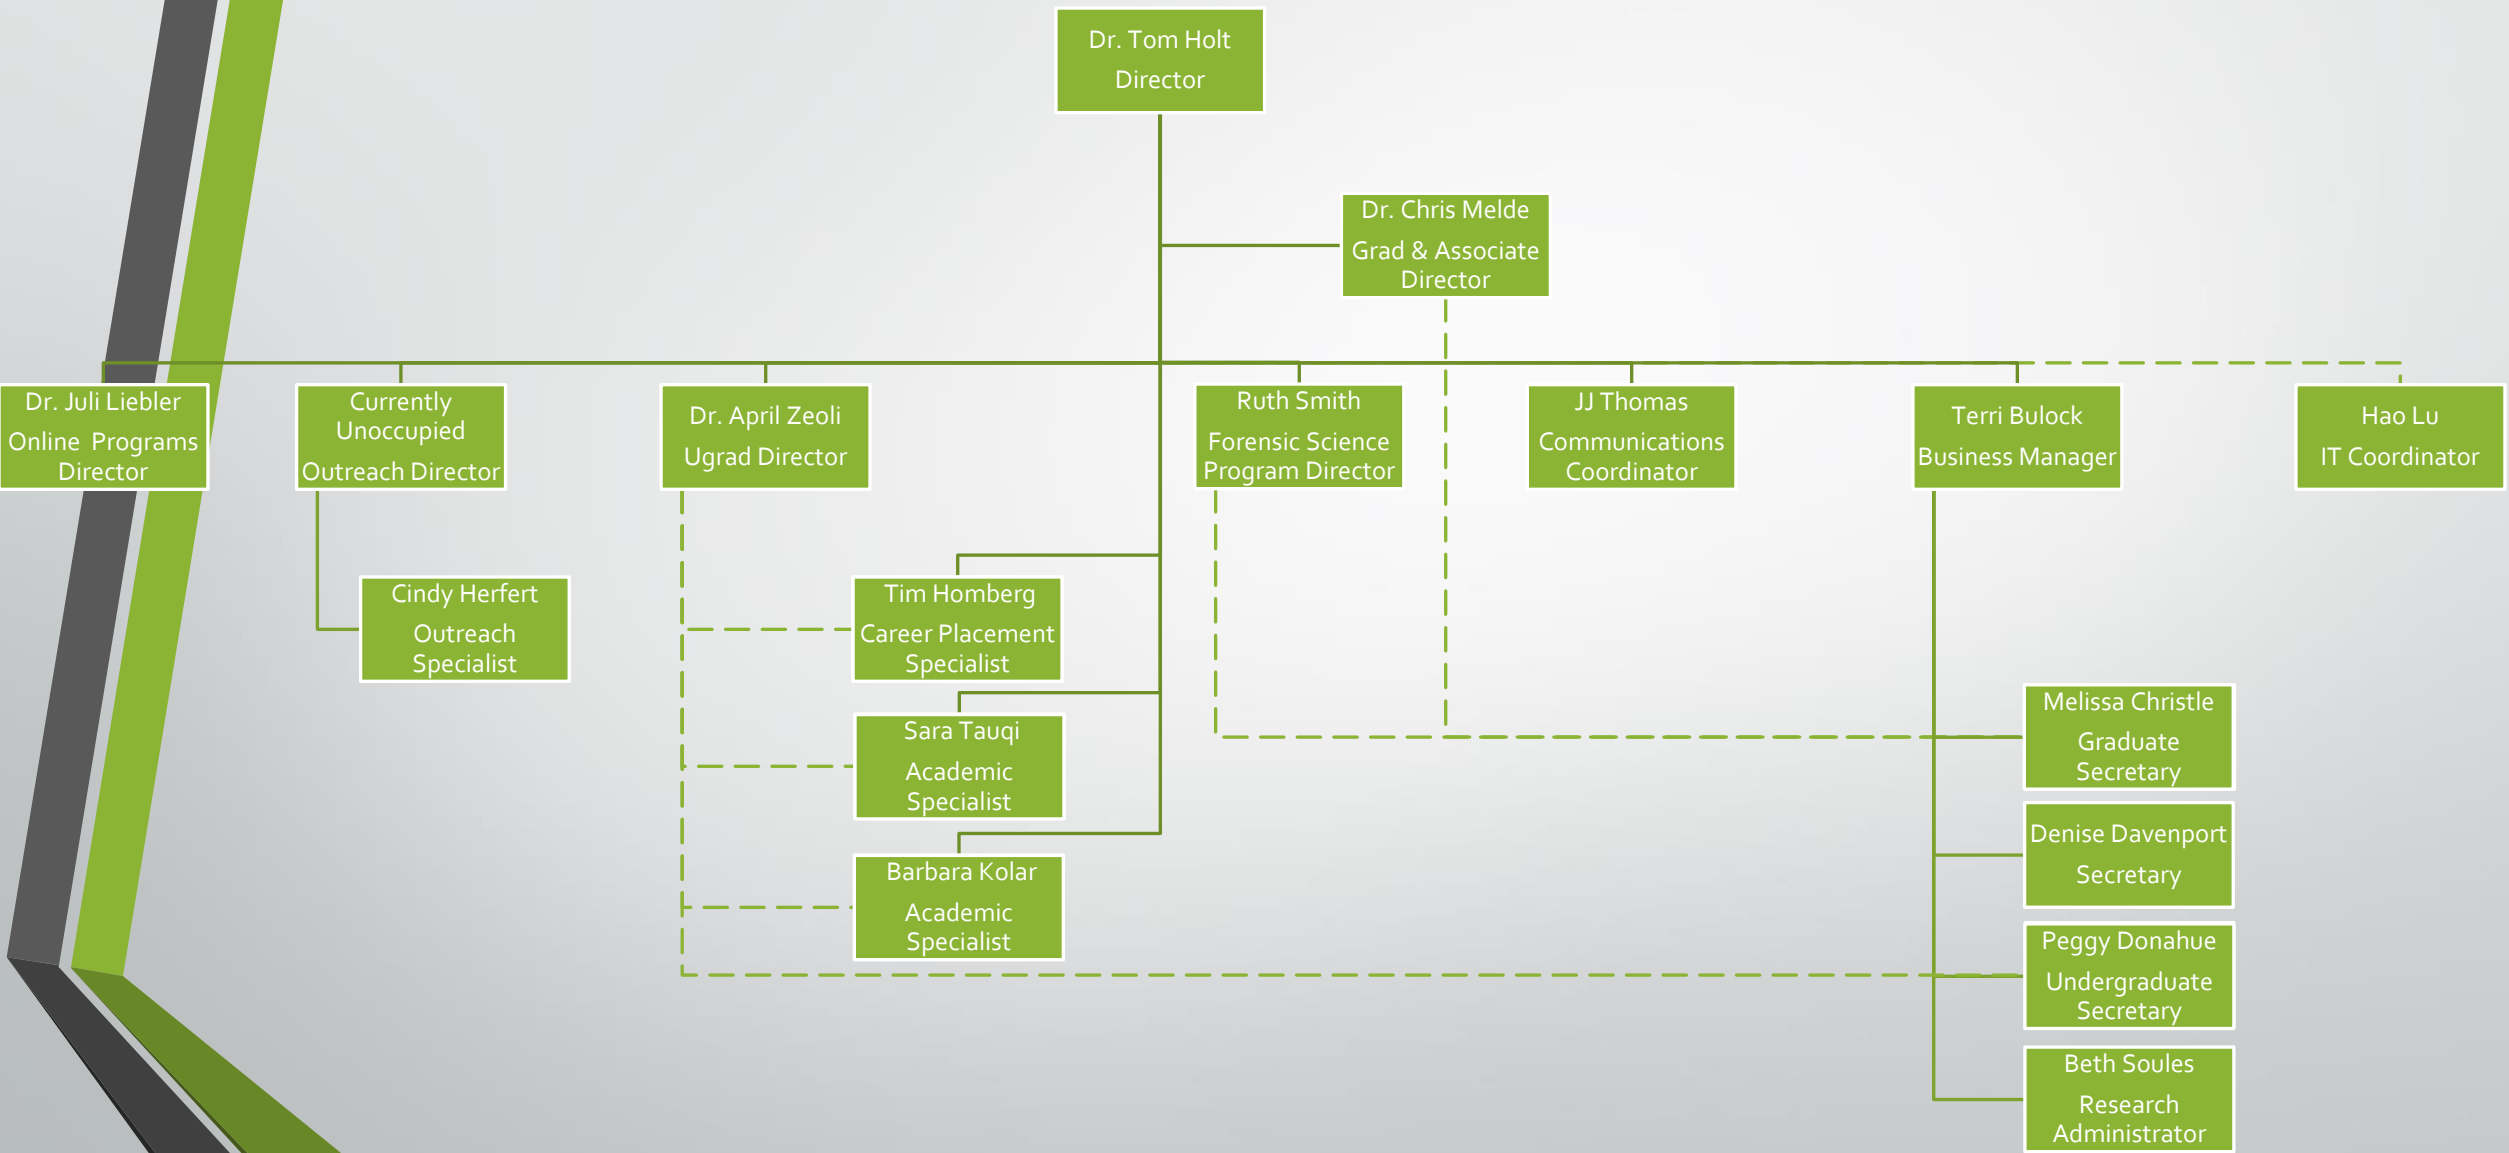 Dr. Tom Holt
Director
Dr. Chris Melde
Grad & Associate
Director
Dr. Juli Liebler
Online Programs
Director
Currently
Unoccupied
Outreach Director
Dr. April Zeoli
Ugrad Director
Ruth Smith
Forensic Science
Program Director
JJ Thomas
Communications
Coordinator
Terri Bulock
Business Manager
Hao Lu
IT Coordinator
Cindy Herfert
Outreach
Specialist
Tim Homberg
Career Placement
Specialist
Sara Tauqi
Academic
Specialist
Barbara Kolar
Academic
Specialist
Melissa Christle
Graduate
Secretary
Denise Davenport
Secretary
Peggy Donahue
Undergraduate
Secretary
Beth Soules
Research
Administrator